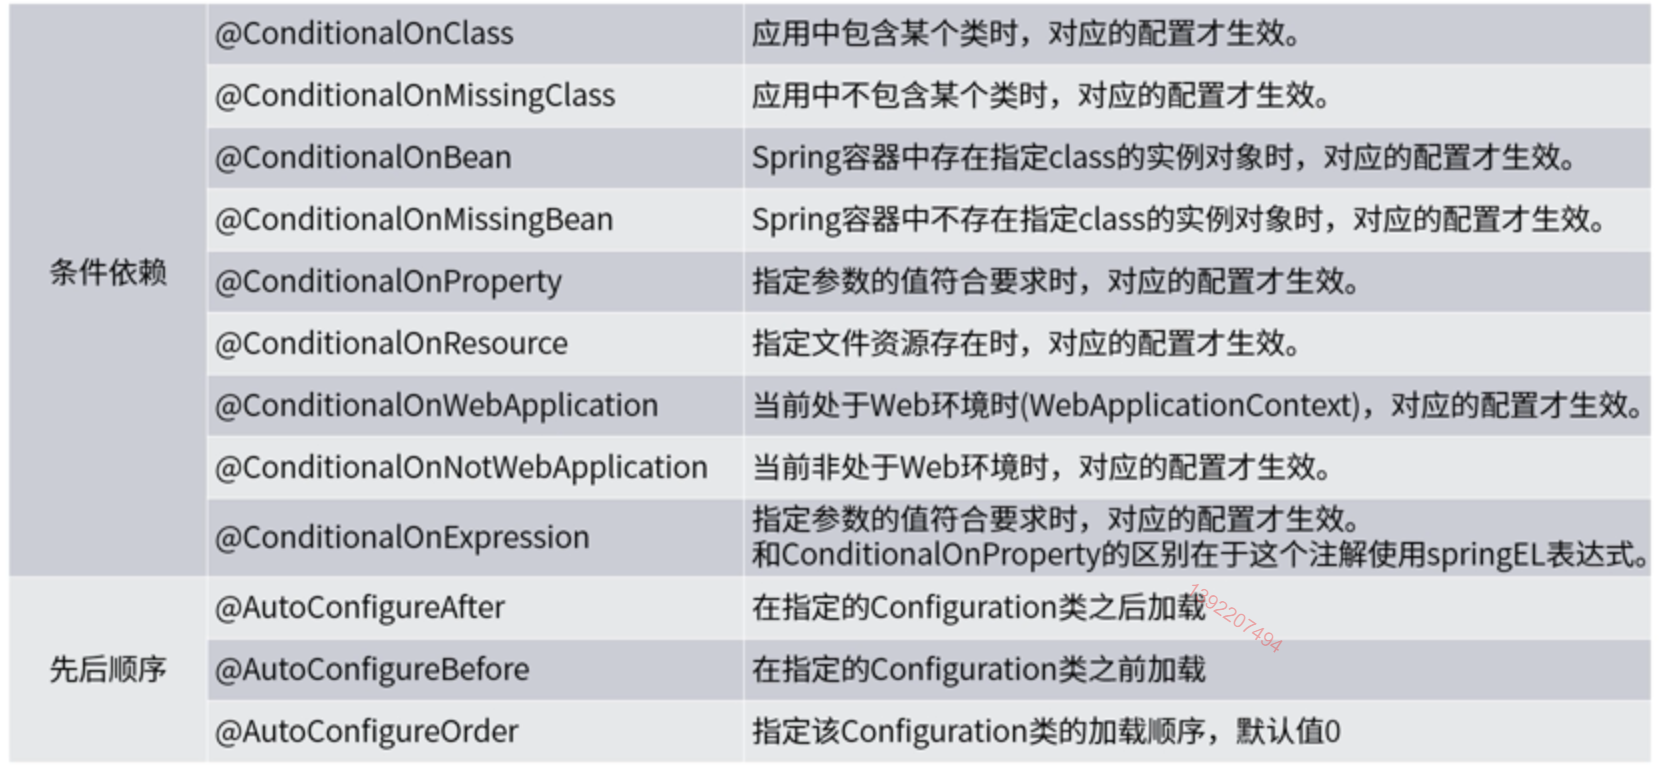 条件依赖
@ConditionalOnClass 应用中包含某个类时，对应的配置才生效。
@ConditionalOnMissingClass 应用中不包含某个类时，对应的配置才生效。
@ConditionalOnBean Spring容器中存在指定class的实例对象时，对应的配置才生效。
@ConditionalOnMissingBean Spring容器中不存在指定class的实例对象时，对应的配置才生效。
@ConditionalOnProperty 指定参数的值符合要求时，对应的配置才生效。
@ConditionalOnResource 指定文件资源存在时，对应的配置才生效。
@ConditionalOnWebApplication 当前处于Web环境时(WebApplicationContext)，对应的配置才生效。
@ConditionalOnNotWebApplication 当前非处于Web环境时，对应的配置才生效。
@ConditionalOnExpression 指定参数的值符合要求时，对应的配置才生效。
和ConditionalOnProperty的区别在于这个注解使用springEL表达式。
先后顺序
@AutoConfigureAfter 在指定的Configuration类之后加载
@AutoConfigureBefore 在指定的Configuration类之前加载
@AutoConfigureOrder 指定该Configuration类的加载顺序，默认值0
1392207494